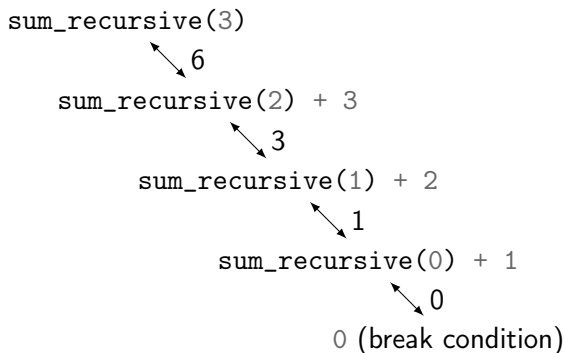 sum_recursive(3)
6
sum_recursive(2) + 3
3
sum_recursive(1) + 2
1
sum_recursive(0) + 1
0
0 (break condition)